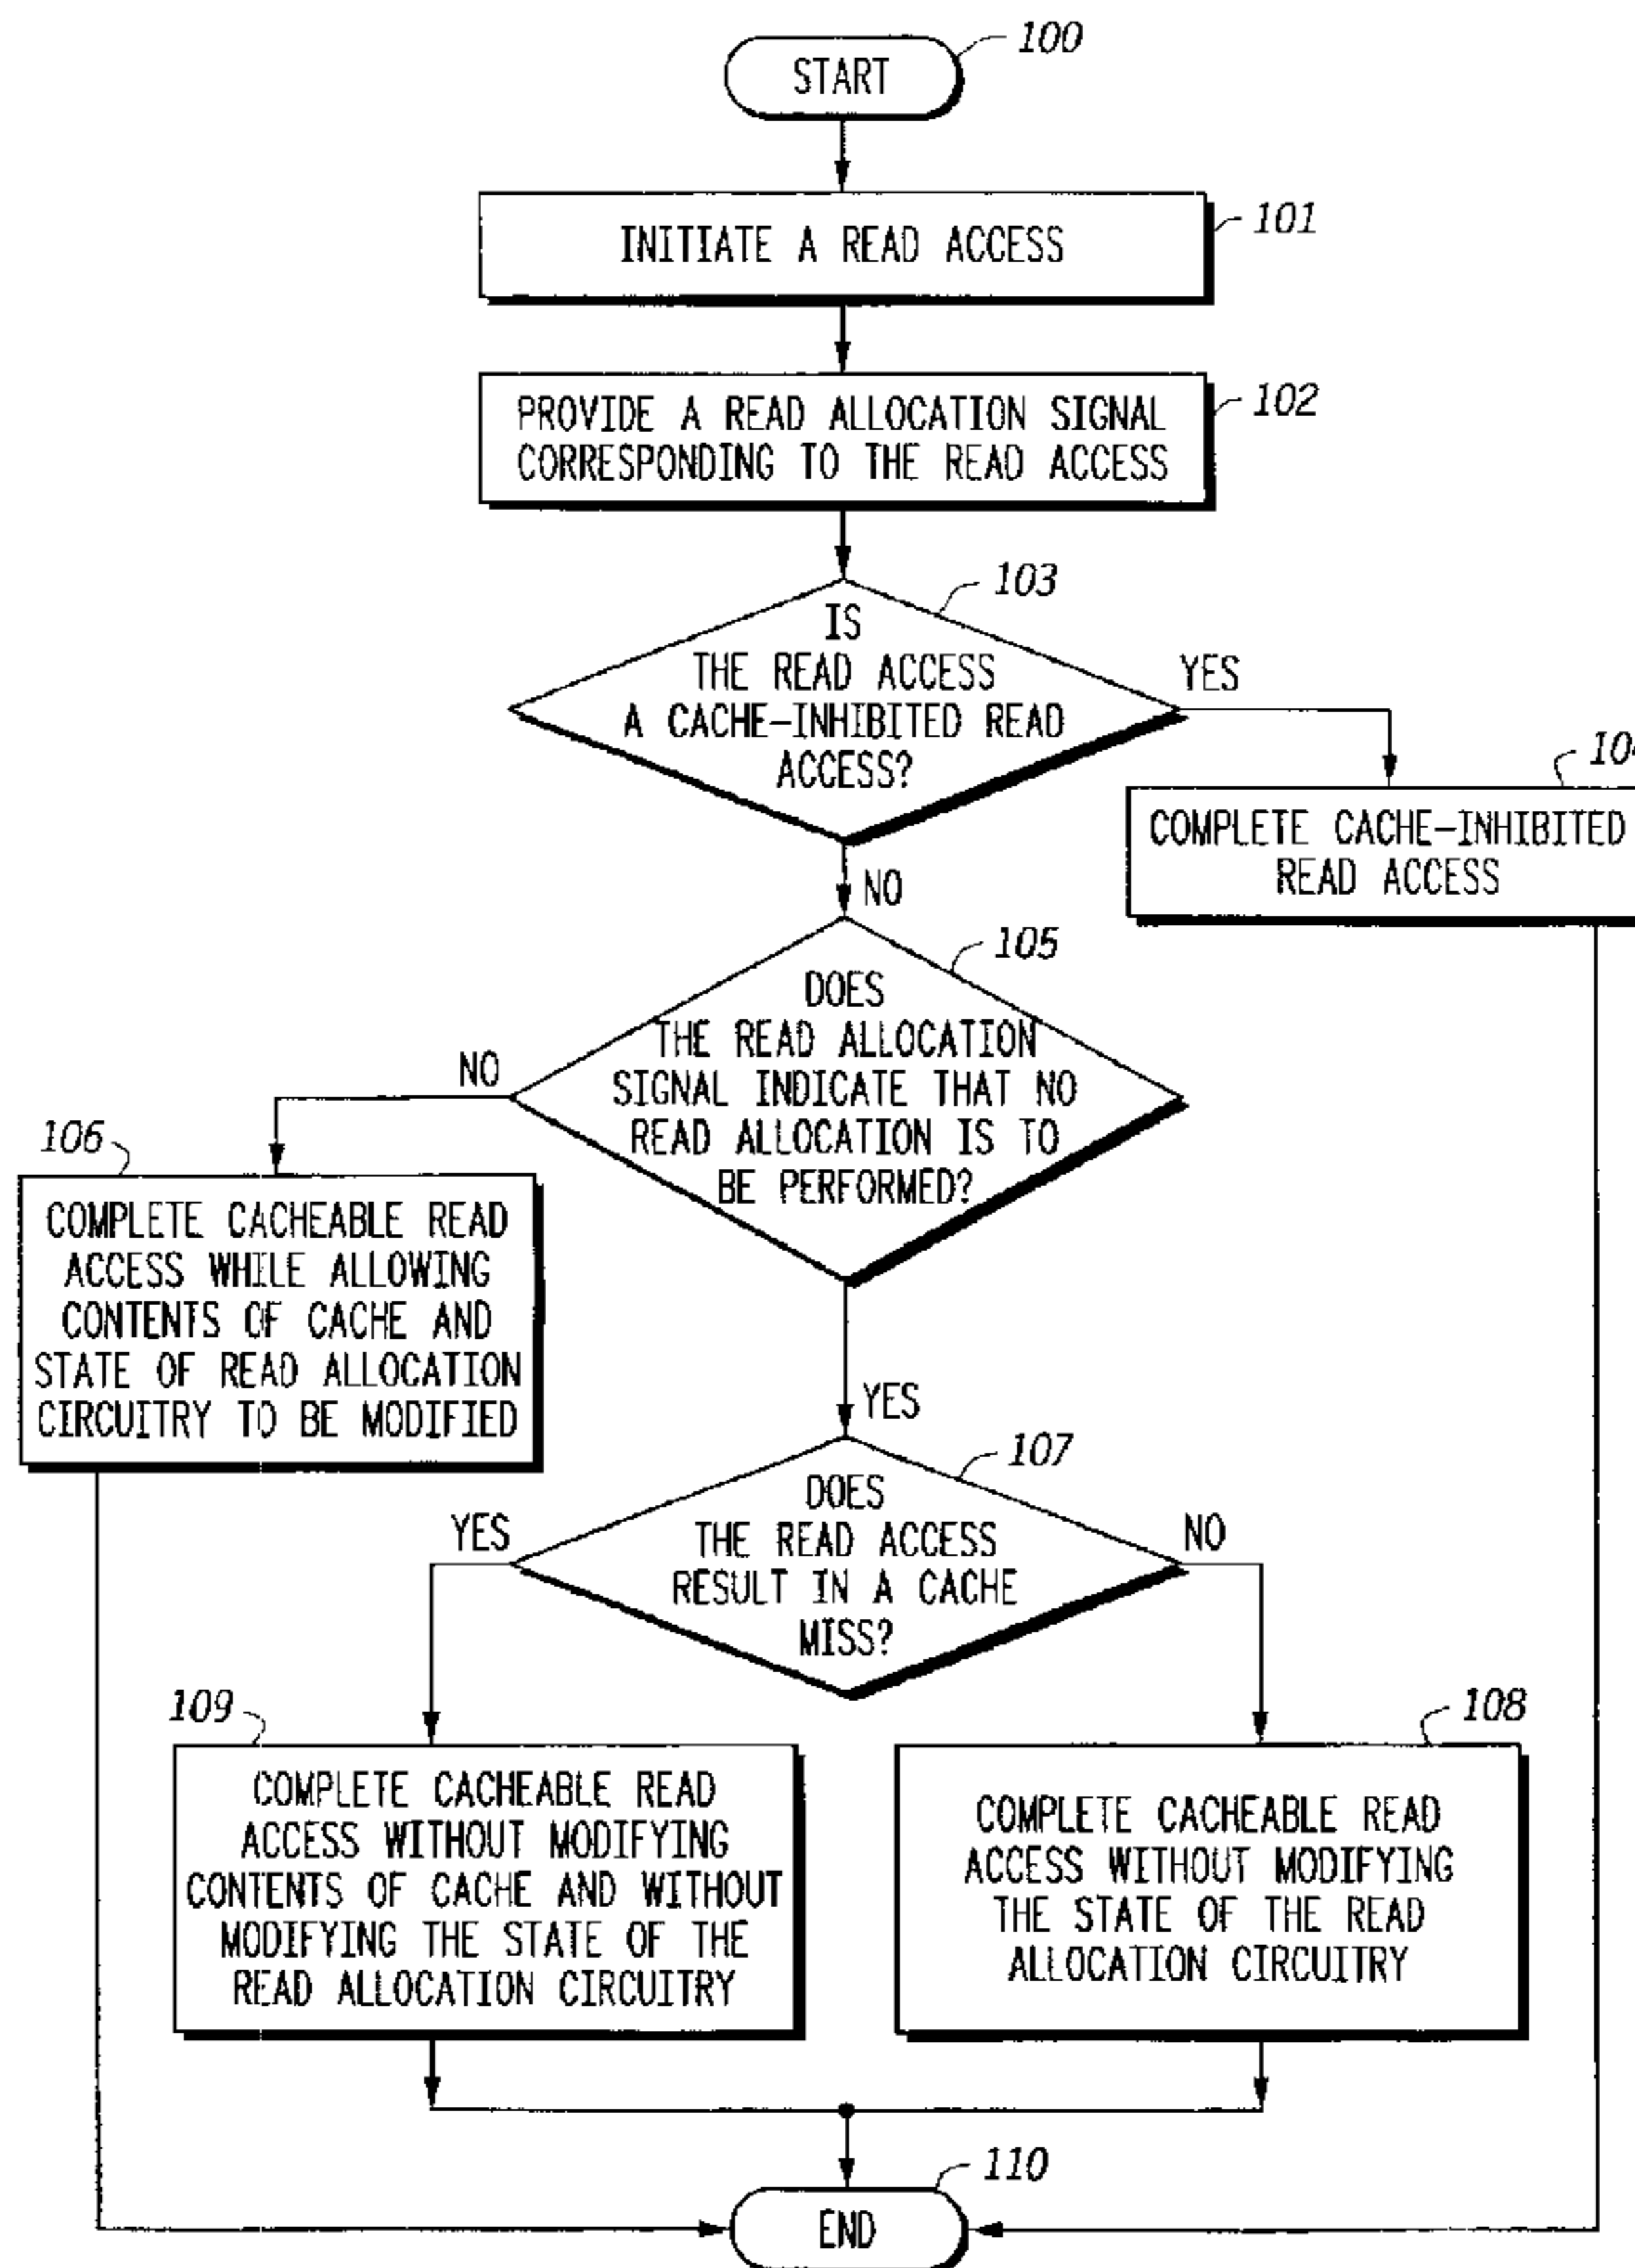 100
START
101
INITIATE A READ ACCESS
102
PROVIDE A READ ALLOCATION SIGNAL
CORRESPONDING TO THE READ ACCESS
103
IS
THE READ ACCESS
A CACHE-INHIBITED READ
ACCESS?
YES
NO
COMPLETE CACHE-INHIBITED
READ ACCESS
105
DOES
THE READ ALLOCATION
SIGNAL INDICATE THAT NO
READ ALLOCATION IS TO
BE PERFORMED?
NO
106
COMPLETE CACHEABLE READ
ACCESS WHILE ALLOWING
CONTENTS OF CACHE AND
STATE OF READ ALLOCATION
CIRCUITRY TO BE MODIFIED
YES
107
DOES
THE READ ACCESS
RESULT IN A CACHE
MISS?
YES
NO
109
COMPLETE CACHEABLE READ
ACCESS WITHOUT MODIFYING
CONTENTS OF CACHE AND WITHOUT
MODIFYING THE STATE OF THE
READ ALLOCATION CIRCUITRY
108
COMPLETE CACHEABLE READ
ACCESS WITHOUT MODIFYING
THE STATE OF THE READ
ALLOCATION CIRCUITRY
110
END